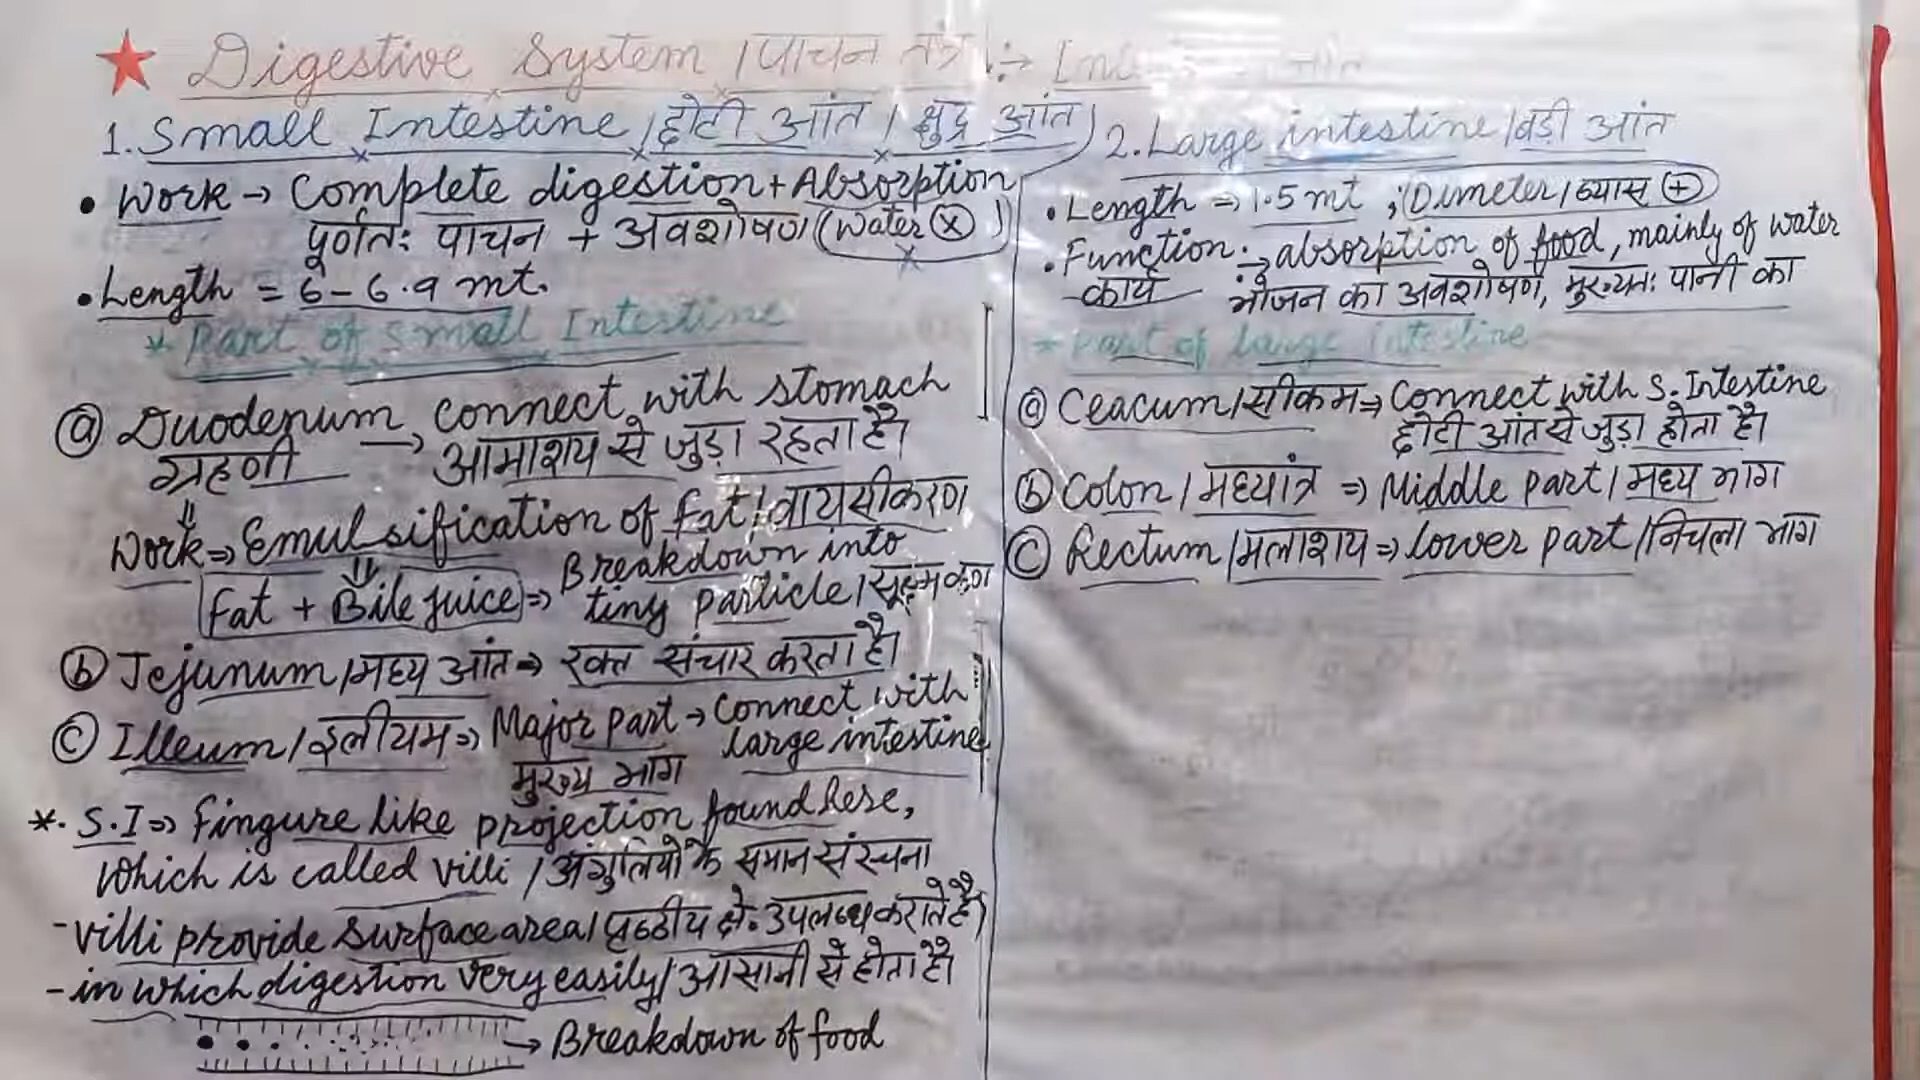 ★ Digestive System / पाचन तंत्र :→
1. Small Intestine / छोटी आंत / क्षुद्र आंत
• Work → Complete digestion + Absorption
पूर्णतः पाचन + अवशोषण (Water ⓧ)
• Length = 6 - 6.9 mt.
* Part of Small Intestine
ⓐ Duodenum connect with stomach
ग्रहणी → आमाशय से जुड़ा रहता है।
Work ⇒ Emulsification of fat / वायसीकरण
Fat + Bile juice ⇒ Breakdown into
tiny particle / सूक्ष्म कण
ⓑ Jejunum / मध्य आंत ⇒ रक्त संचार करता है।
ⓒ Illeum / इलीयम ⇒ Major part → Connect with
मुख्य भाग large intestine
*. S.I ⇒ Fingure like projection found here,
which is called villi / अंगुलियों के समान संरचना
- villi provide surface area / पृष्ठीय क्षे॰ उपलब्ध कराते है।
- in which digestion very easily / आसानी से होता है।
→ Breakdown of food
2. Large intestine / बड़ी आंत
• Length ⇒ 1.5 mt ; (Dimeter / व्यास ⊕)
• Function :→ absorption of food, mainly of water
कार्य भोजन का अवशोषण, मुख्यतः पानी का
* Part of large intestine
ⓐ Ceacum / सीकम ⇒ Connect with S. Intestine
छोटी आंत से जुड़ा होता है।
ⓑ Colon / मध्यांत्र ⇒ Middle part / मध्य भाग
ⓒ Rectum / मलाशय ⇒ lower part / निचला भाग